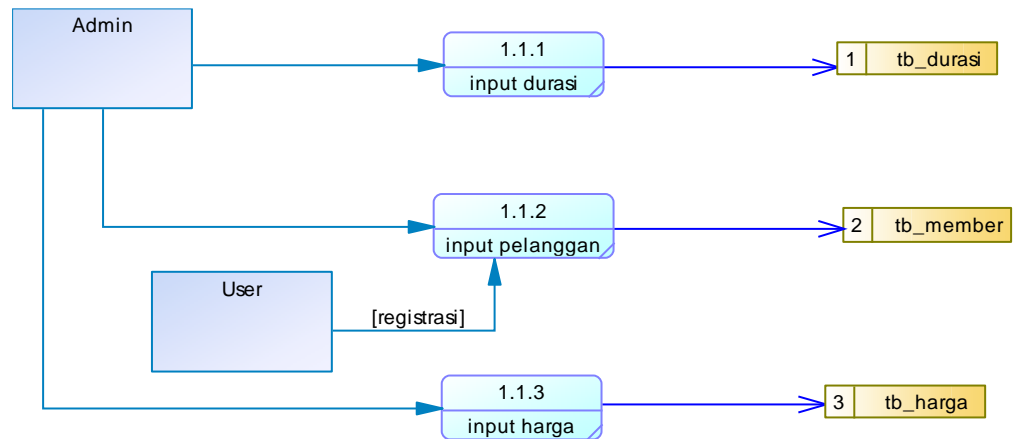 Admin
1.1.1
input durasi
1 tb_durasi
1.1.2
input pelanggan
2 tb_member
User
[registrasi]
1.1.3
input harga
3 tb_harga